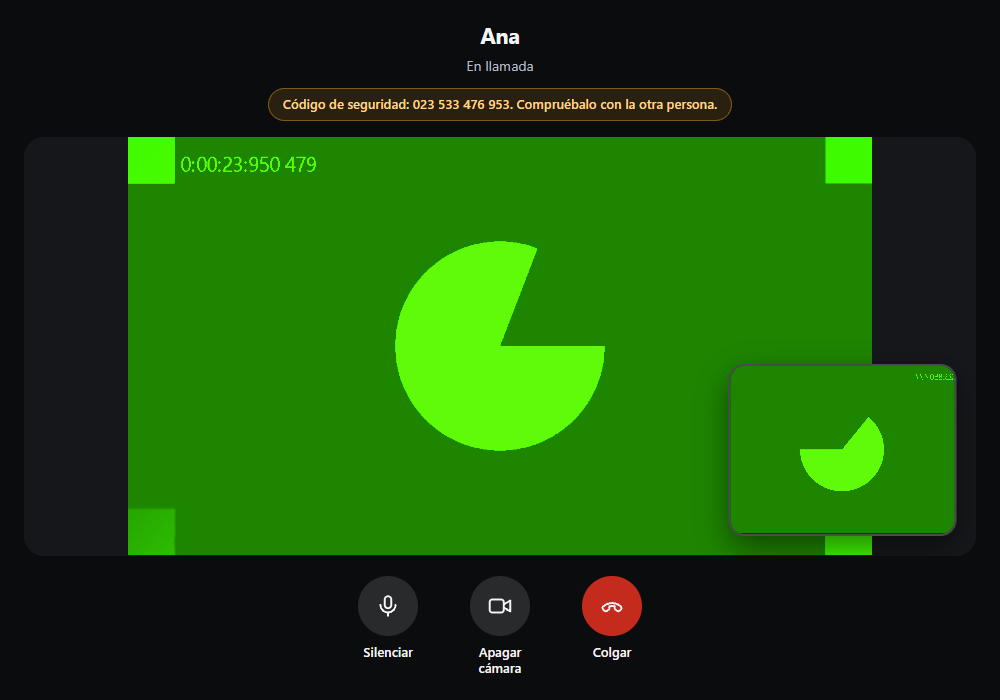 Ana
En llamada
Código de seguridad: 023 533 476 953. Compruébalo con la otra persona.
0:00:23:950 479
Silenciar
Apagar
cámara
Colgar